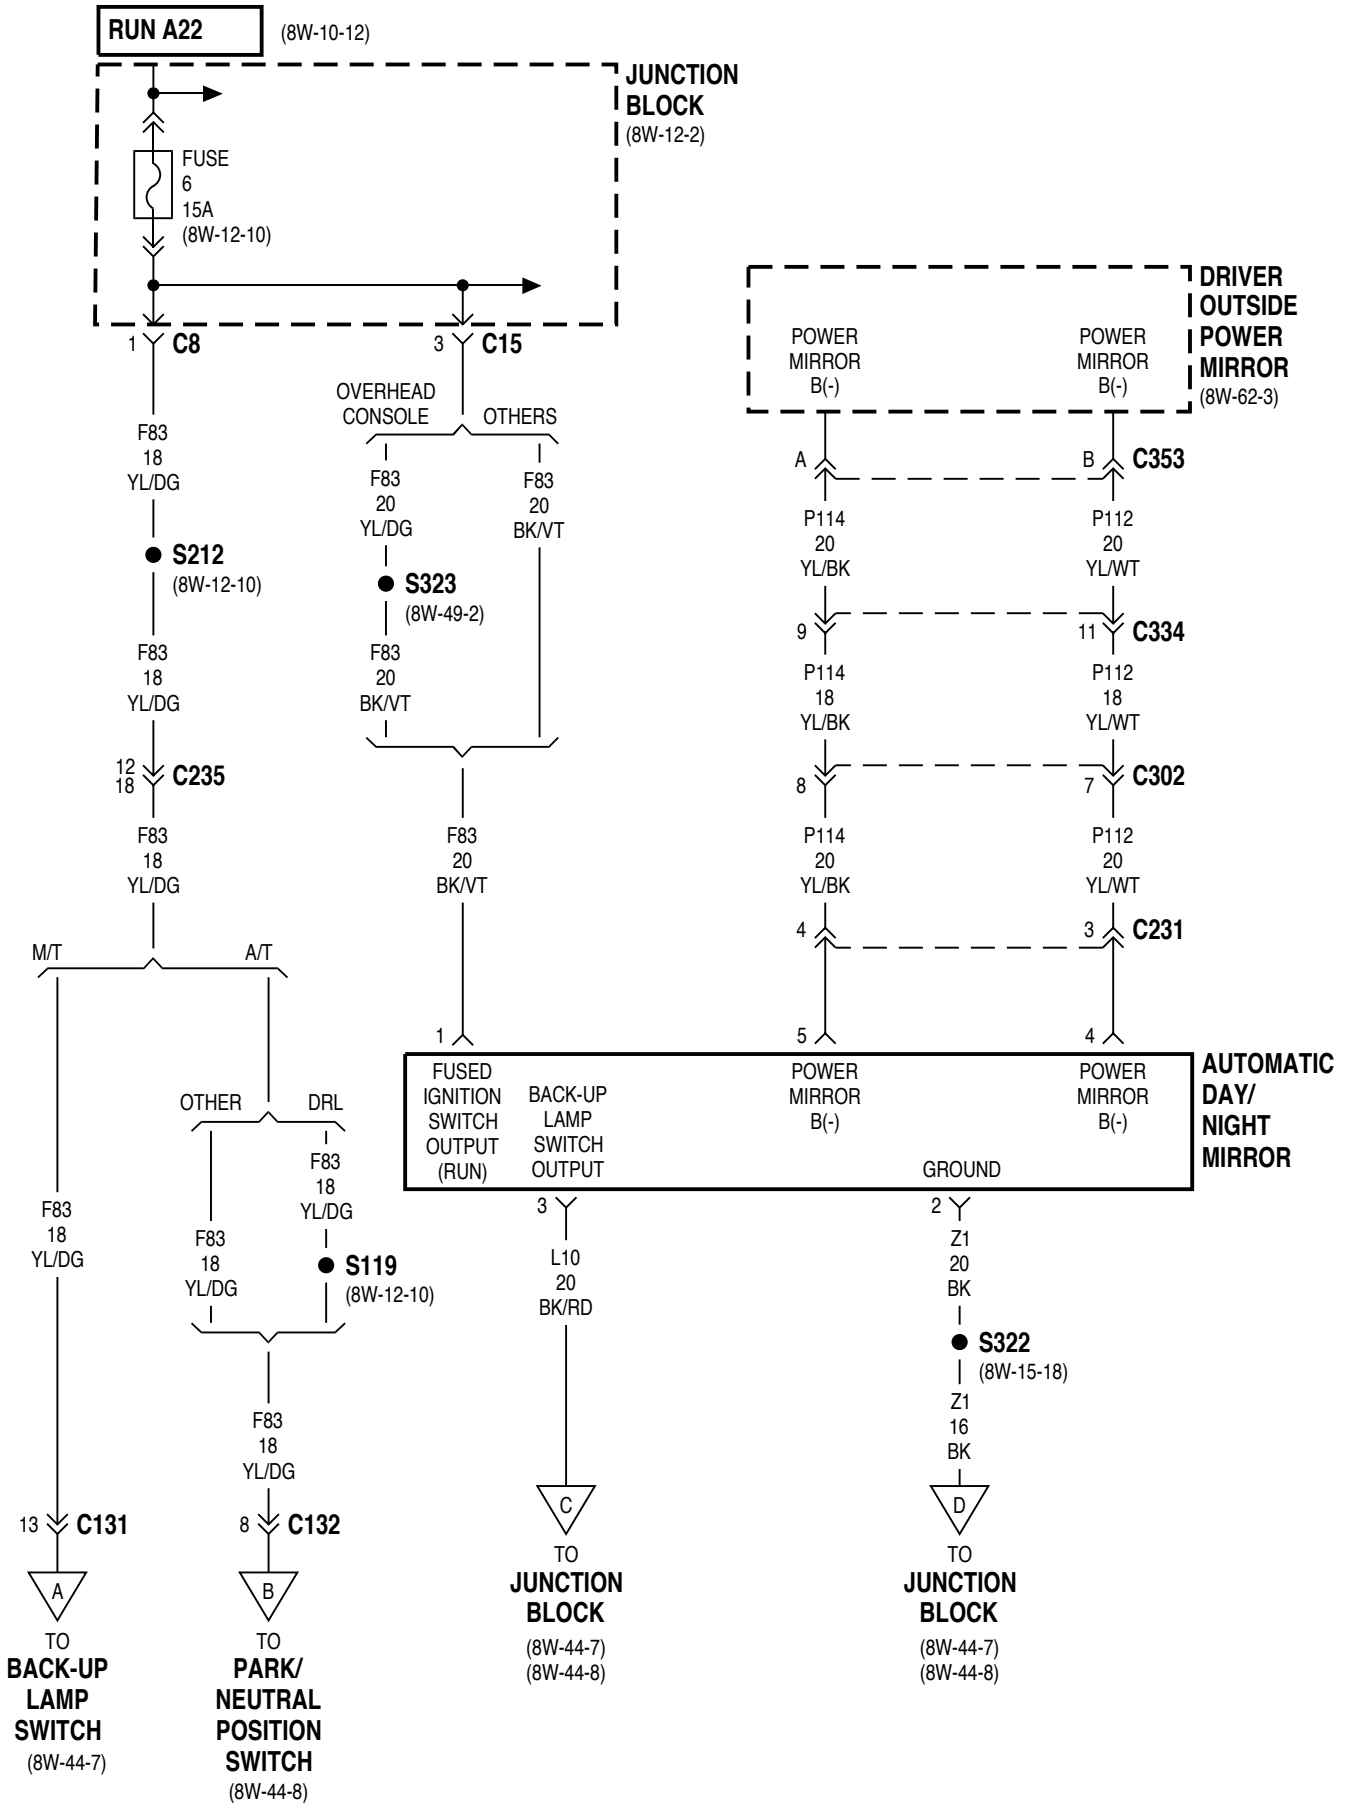 RUN A22
(8W-10-12)
JUNCTION
BLOCK
(8W-12-2)
FUSE
6
15A
(8W-12-10)
1
C8
3
C15
DRIVER
OUTSIDE
POWER
MIRROR
(8W-62-3)
POWER
MIRROR
B(-)
POWER
MIRROR
B(-)
OVERHEAD
CONSOLE
OTHERS
F83
18
YL/DG
S212
(8W-12-10)
F83
18
YL/DG
12
18
C235
F83
18
YL/DG
F83
20
YL/DG
S323
(8W-49-2)
F83
20
BK/VT
F83
20
BK/VT
F83
20
BK/VT
A
B
C353
P114
20
YL/BK
P112
20
YL/WT
9
11
C334
P114
18
YL/BK
P112
18
YL/WT
8
7
C302
P114
20
YL/BK
P112
20
YL/WT
4
3
C231
M/T
A/T
1
5
4
FUSED
IGNITION
SWITCH
OUTPUT
(RUN)
BACK-UP
LAMP
SWITCH
OUTPUT
POWER
MIRROR
B(-)
POWER
MIRROR
B(-)
GROUND
AUTOMATIC
DAY/
NIGHT
MIRROR
OTHER
DRL
F83
18
YL/DG
F83
18
YL/DG
F83
18
YL/DG
S119
(8W-12-10)
F83
18
YL/DG
3
L10
20
BK/RD
2
Z1
20
BK
S322
(8W-15-18)
Z1
16
BK
13
C131
8
C132
A
TO
BACK-UP
LAMP
SWITCH
(8W-44-7)
B
TO
PARK/
NEUTRAL
POSITION
SWITCH
(8W-44-8)
C
TO
JUNCTION
BLOCK
(8W-44-7)
(8W-44-8)
D
TO
JUNCTION
BLOCK
(8W-44-7)
(8W-44-8)